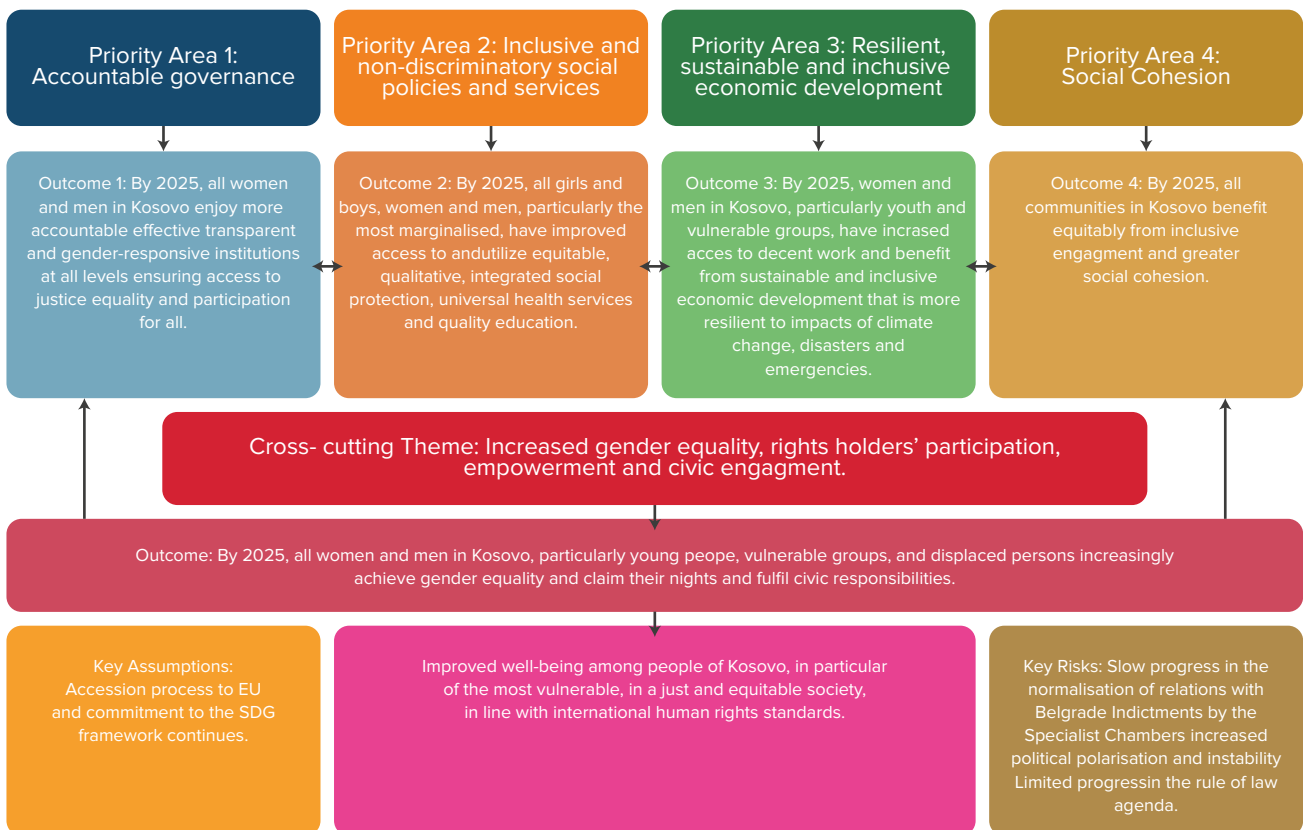 Priority Area 1:
Accountable governance
Priority Area 2: Inclusive and
non-discriminatory social
policies and services
Priority Area 3: Resilient,
sustainable and inchusive
economic development
Priority Area 4:
Social Cohesion
Outcome 1: By 2025, all women
and men in Kosovo enjoy more
accountable effective transparent
and gender-responsive institutions
at all levels ensuring access to
justice equality and participation
for all.
Outcome 2: By 2025, all girls and
boys, women and men, particularly the
most marginalised, have improved
access to andutilize equitable,
qualitative, integrated social
protection, universal health services
and quality education.
Outcome 3: By 2025, women and
men in Kosovo, particularly youth and
vulnerable groups, have incrased
acces to decent work and benefit
from sustainable and inclusive
economic development that is more
resilient to impacts of climate
change, disasters and
emergencies.
Outcome 4: By 2025, all
communities in Kosovo benefit
equitably from inclusive
engagment and greater
social cohesion.
Cross- cutting Theme: Increased gender equality, rights holders' participation,
empowerment and civic engagment.
Outcome: By 2025, all women and men in Kosovo, particularly young peope, vulnerable groups, and displaced persons increasingly
achieve gender equality and claim their rights and fulfil civic responsibilities.
Key Assumptions:
Accession process to EU
and commitment to the SDG
framework continues.
Improved well-being among people of Kosovo, in particular
of the most vulnerable, in a just and equitable society,
in line with international human rights standards.
Key Risks: Slow progress in the
normalisation of relations with
Belgrade Indictments by the
Specialist Chambers increased
political polarisation and instability
Limited progressin the rule of law
agenda.